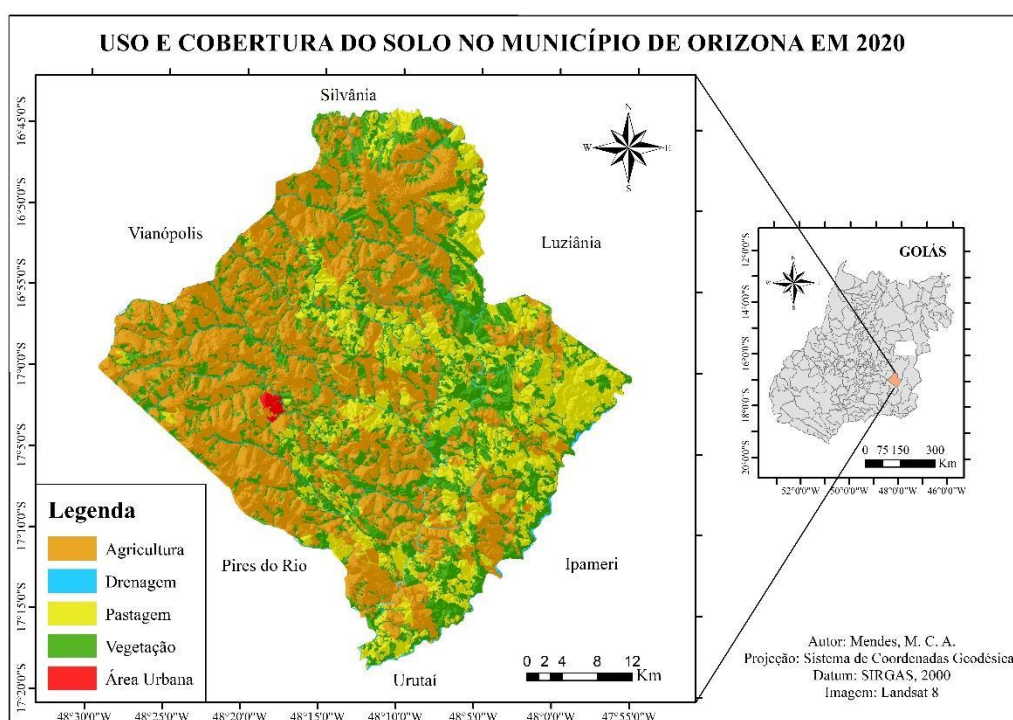 USO E COBERTURA DO SOLO NO MUNICÍPIO DE ORIZONA EM 2020
Silvânia
N
W
E
S
Vianópolis
Luziânia
Pires do Rio
Ipameri
Urutaí
16°45'0"S
16°50'0"S
16°55'0"S
17°0'0"S
17°5'0"S
17°10'0"S
17°15'0"S
17°20'0"S
48°30'0"W 48°25'0"W 48°20'0"W 48°15'0"W 48°10'0"W 48°5'0"W 48°0'0"W 47°55'0"W
0 2 4 8 12
Km
Legenda
Agricultura
Drenagem
Pastagem
Vegetação
Área Urbana
GOIÁS
N
W
S
12°0'0"S
14°0'0"S
16°0'0"S
18°0'0"S
20°0'0"S
0 75 150 300
Km
52°0'0"W 50°0'0"W 48°0'0"W 46°0'0"W
Autor: Mendes, M. C. A.
Projeção: Sistema de Coordenadas Geodésica
Datum: SIRGAS, 2000
Imagem: Landsat 8